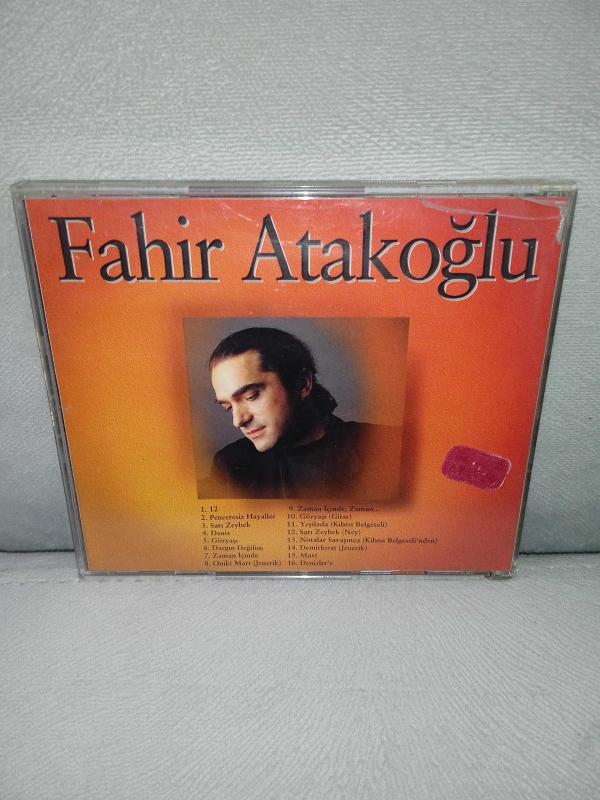 Fahir Atakoğlu
1. 12
2. Penceresiz Hayaller
3. Sarı Zeybek
4. Deniz
5. Gözyaşı
6. Dargın Değilim
7. Zaman İçinde
8. Oniki Mart (Jenerik)
9. Zaman İçinde, Zaman...
10. Gözyaşı (Gitar)
11. Yeşilada (Kıbrıs Belgeseli)
12. Sarı Zeybek (Ney)
13. Notalar Savaşınca (Kıbrıs Belgeseli'nden)
14. Demirkırat (Jenerik)
15. Mavi
16. Denizler'e